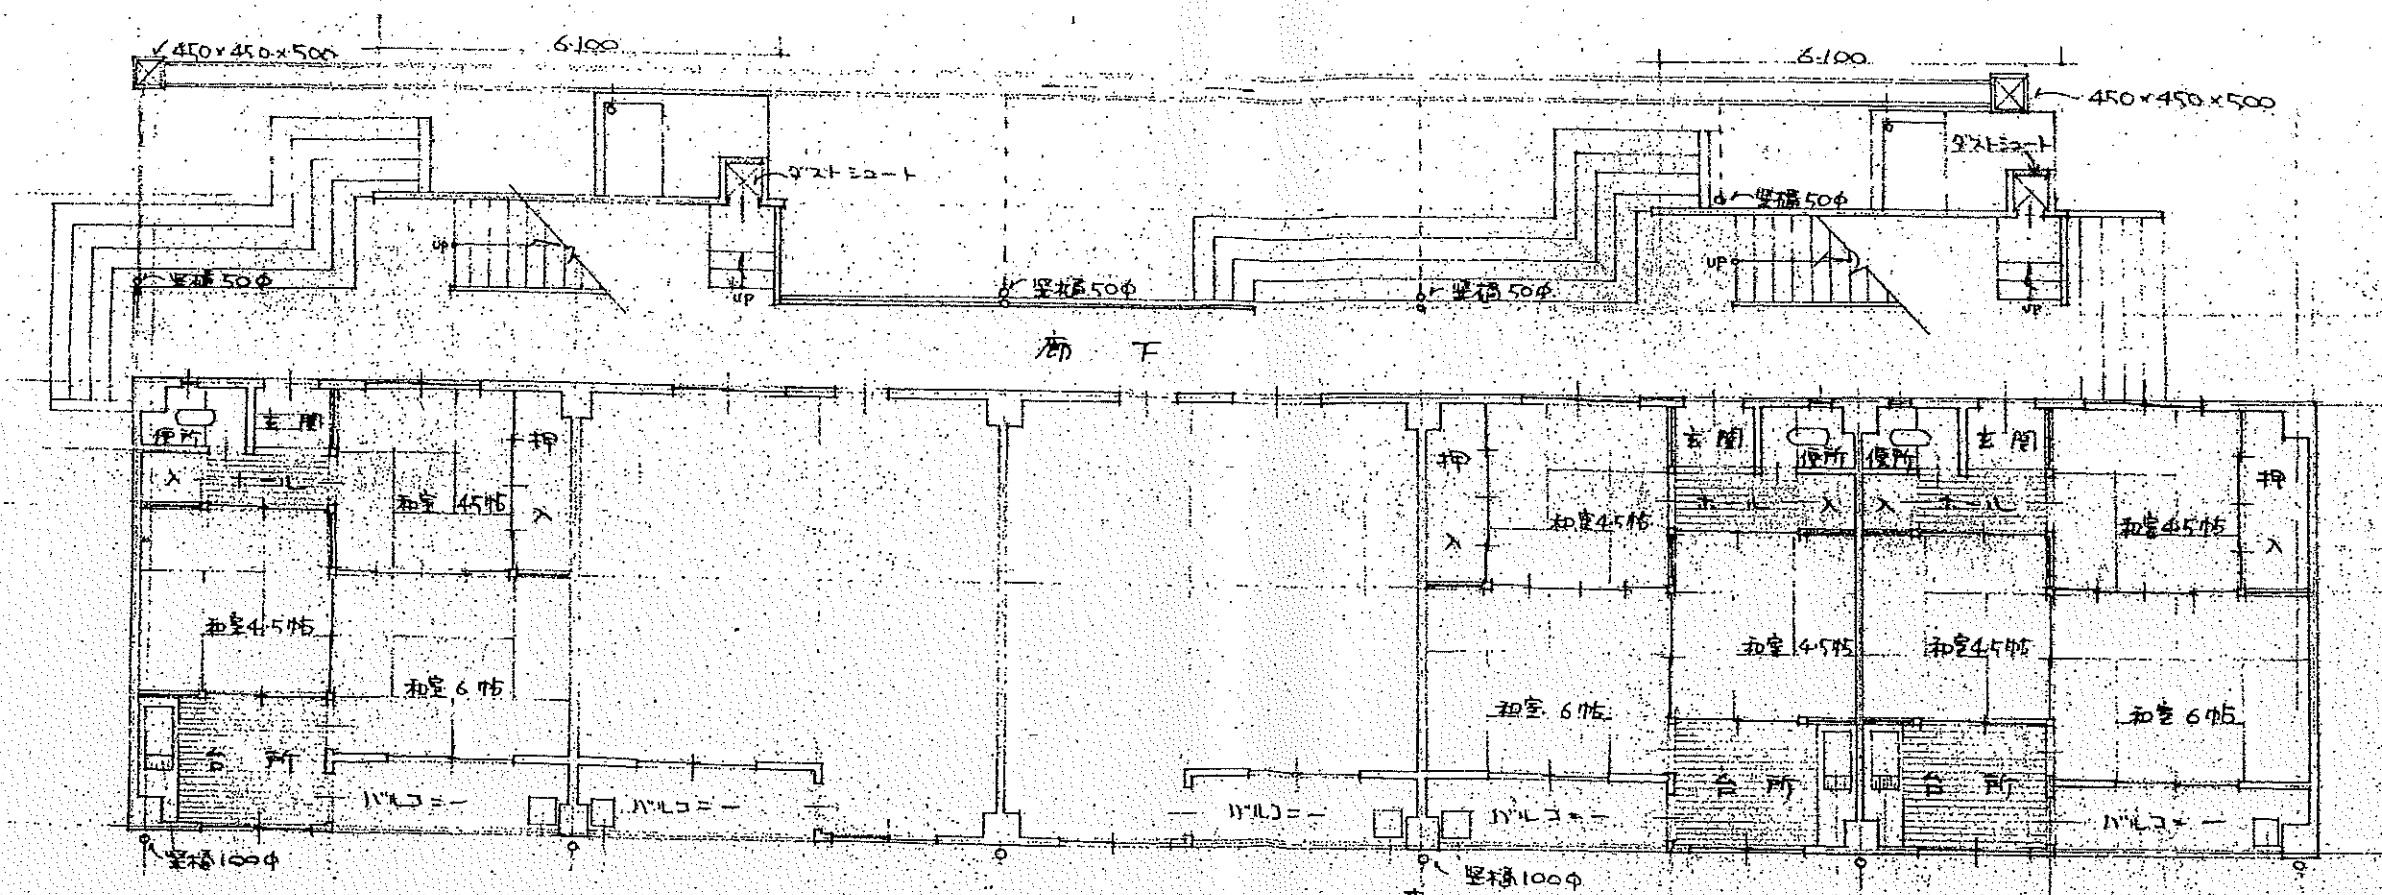 450×450×500
6.100
6.100
450×450×500
ダストシュート
ダストシュート
竪樋50φ
UP
UP
UP
UP
竪樋50φ
竪樋50φ
竪樋50φ
廊 下
便所
玄関
押
入
入
ホール
和室 4.5帖
和室4.5帖
和室 6帖
台 所
バルコニー
バルコニー
竪樋100φ
押
入
和室4.5帖
玄関
便所
便所
玄関
ホール
入
入
ホール
和室4.5帖
押
入
和室4.5帖
和室4.5帖
和室 6帖
和室 6帖
バルコニー
バルコニー
台 所
台 所
バルコニー
竪樋100φ